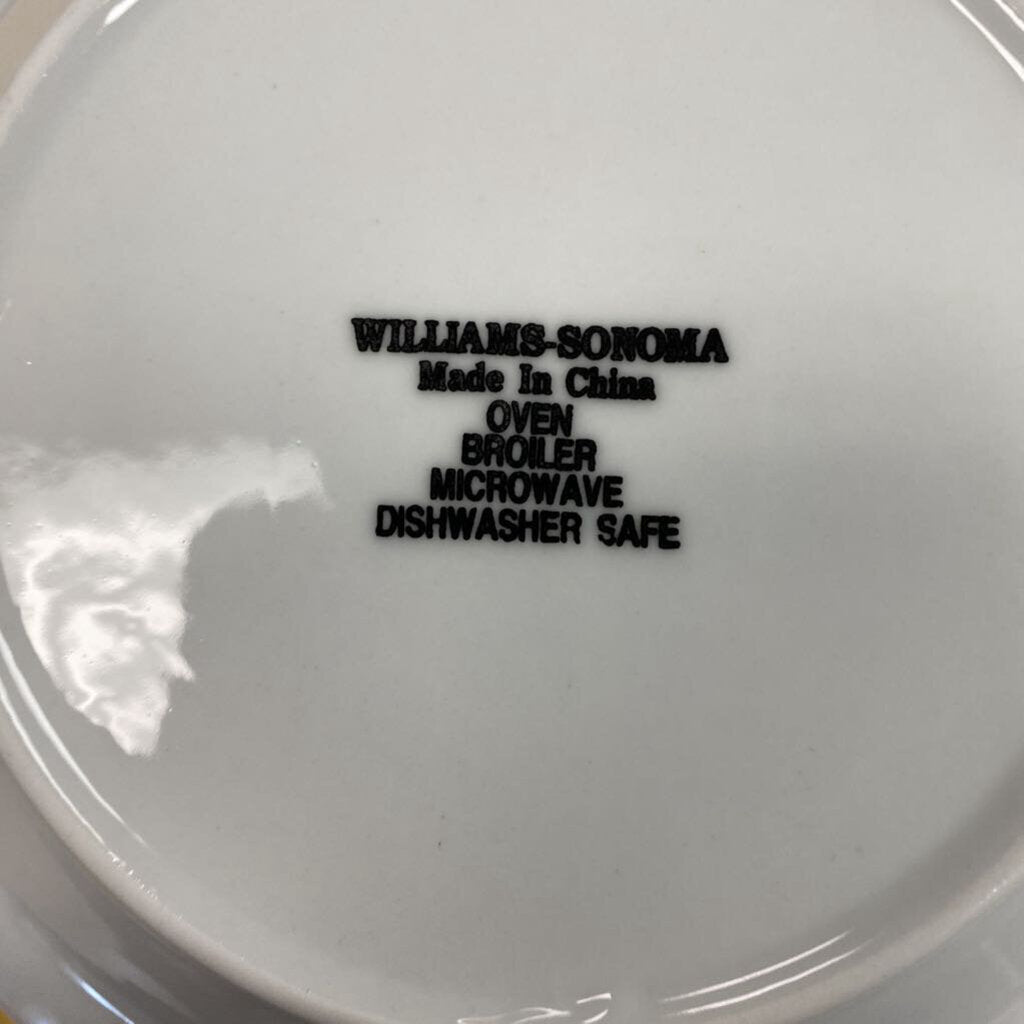 WILLIAMS-SONOMA
Made In China
OVEN
BROILER
MICROWAVE
DISHWASHER SAFE